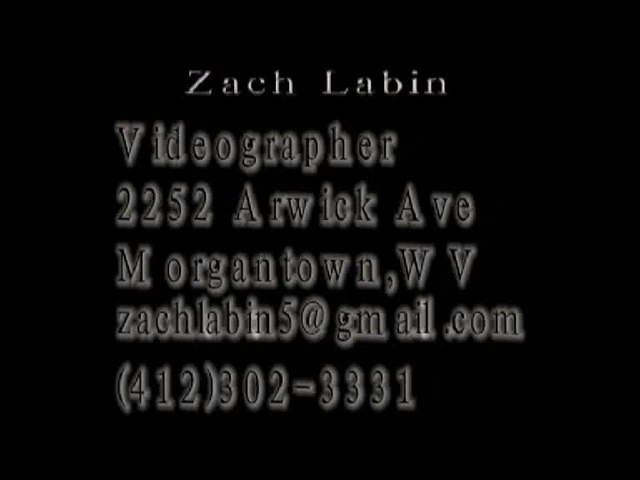 Zach Labin
Videographer
2252 Arwick Ave
Morgantown,WV
zachlabin5@gmail.com
(412)302-3331